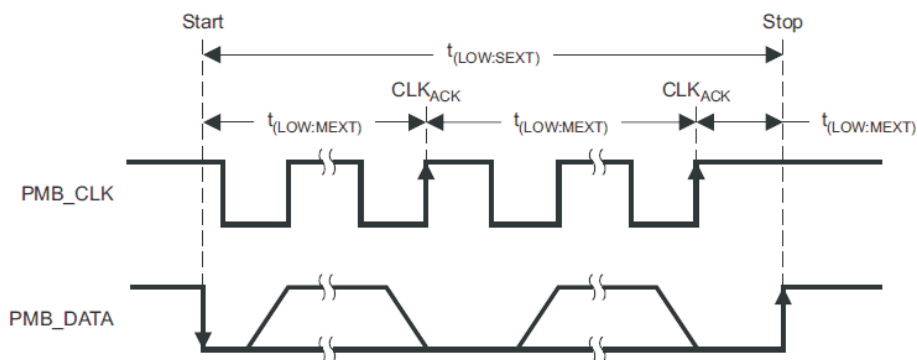 Start Stop
t(LOW:SEXT)
CLKACK CLKACK
t(LOW:MEXT) t(LOW:MEXT) t(LOW:MEXT)
PMB_CLK
PMB_DATA